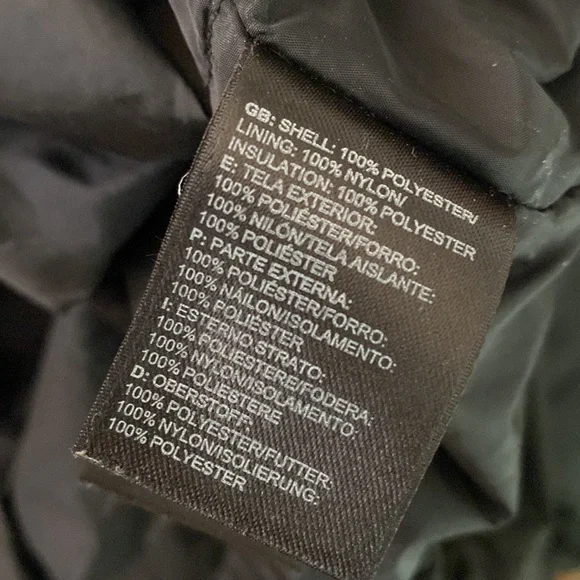 GB: SHELL: 100% POLYESTER/
LINING: 100% NYLON/
INSULATION: 100% POLYESTER
E: TELA EXTERIOR:
100% POLIÉSTER/FORRO:
100% NILÓN/TELA AISLANTE:
100% POLIÉSTER
P: PARTE EXTERNA:
100% POLIÉSTER/FORRO:
100% NÁILON/ISOLAMENTO:
100% POLIÉSTER
I: ESTERNO STRATO:
100% POLIESTERE/FODERA:
100% NYLON/ISOLAMENTO:
100% POLIESTERE
D: OBERSTOFF:
100% POLYESTER/FUTTER:
100% NYLON/ISOLIERUNG:
100% POLYESTER